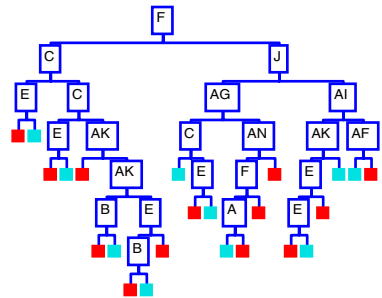 F
C J
E C AG AI
E AK C AN AK AF
AK E F E
B E A E
B